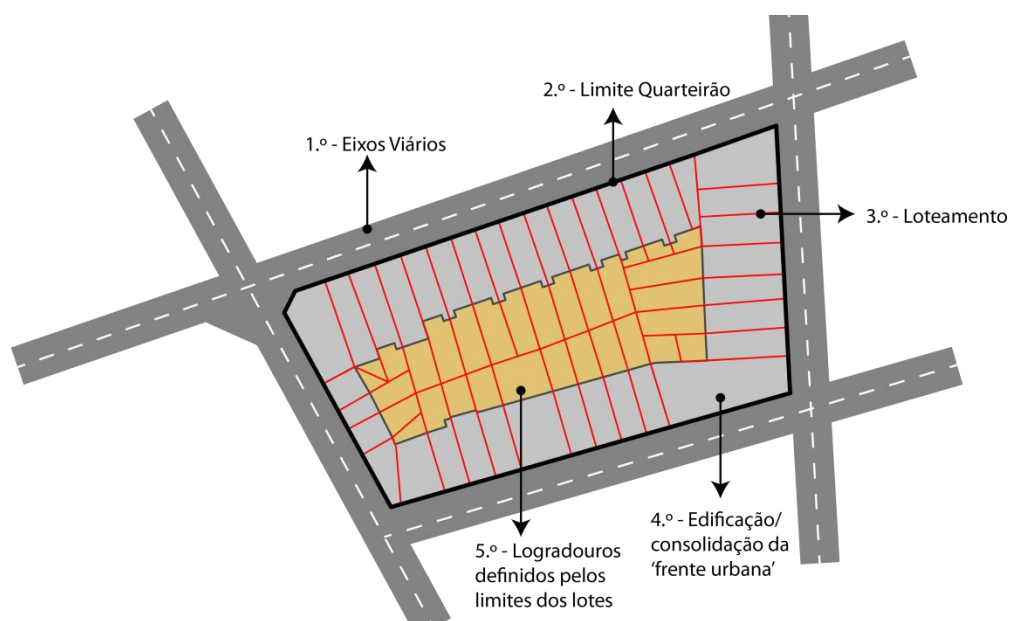 2.º - Limite Quarteirão
1.º - Eixos Viários
3.º - Loteamento
4.º - Edificação/
consolidação da
‘frente urbana’
5.º - Logradouros
definidos pelos
limites dos lotes